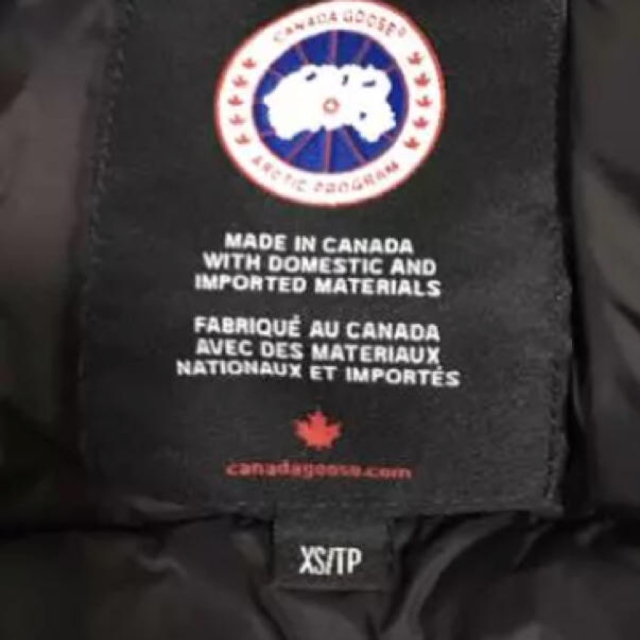 CANADA GOOSE®
ARCTIC PROGRAM
MADE IN CANADA
WITH DOMESTIC AND
IMPORTED MATERIALS
FABRIQUÉ AU CANADA
AVEC DES MATERIAUX
NATIONAUX ET IMPORTÉS
canadagoose.com
XS/TP